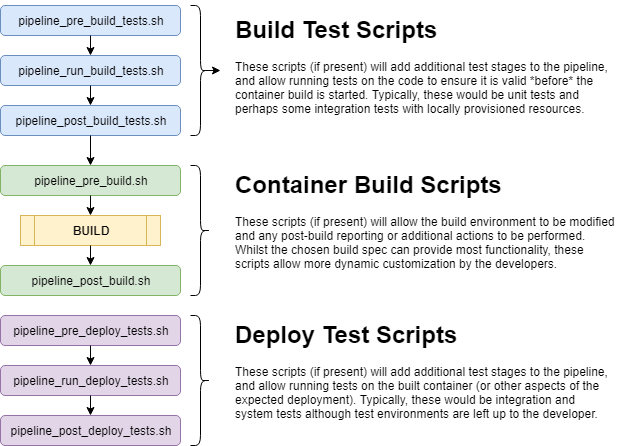 pipeline_pre_build_tests.sh
pipeline_run_build_tests.sh
pipeline_post_build_tests.sh
Build Test Scripts
These scripts (if present) will add additional test stages to the pipeline,
and allow running tests on the code to ensure it is valid *before* the
container build is started. Typically, these would be unit tests and
perhaps some integration tests with locally provisioned resources.
pipeline_pre_build.sh
BUILD
pipeline_post_build.sh
Container Build Scripts
These scripts (if present) will allow the build environment to be modified
and any post-build reporting or additional actions to be performed.
Whilst the chosen build spec can provide most functionality, these
scripts allow more dynamic customization by the developers.
pipeline_pre_deploy_tests.sh
pipeline_run_deploy_tests.sh
pipeline_post_deploy_tests.sh
Deploy Test Scripts
These scripts (if present) will add additional test stages to the pipeline,
and allow running tests on the built container (or other aspects of the
expected deployment). Typically, these would be integration and
system tests although test environments are left up to the developer.